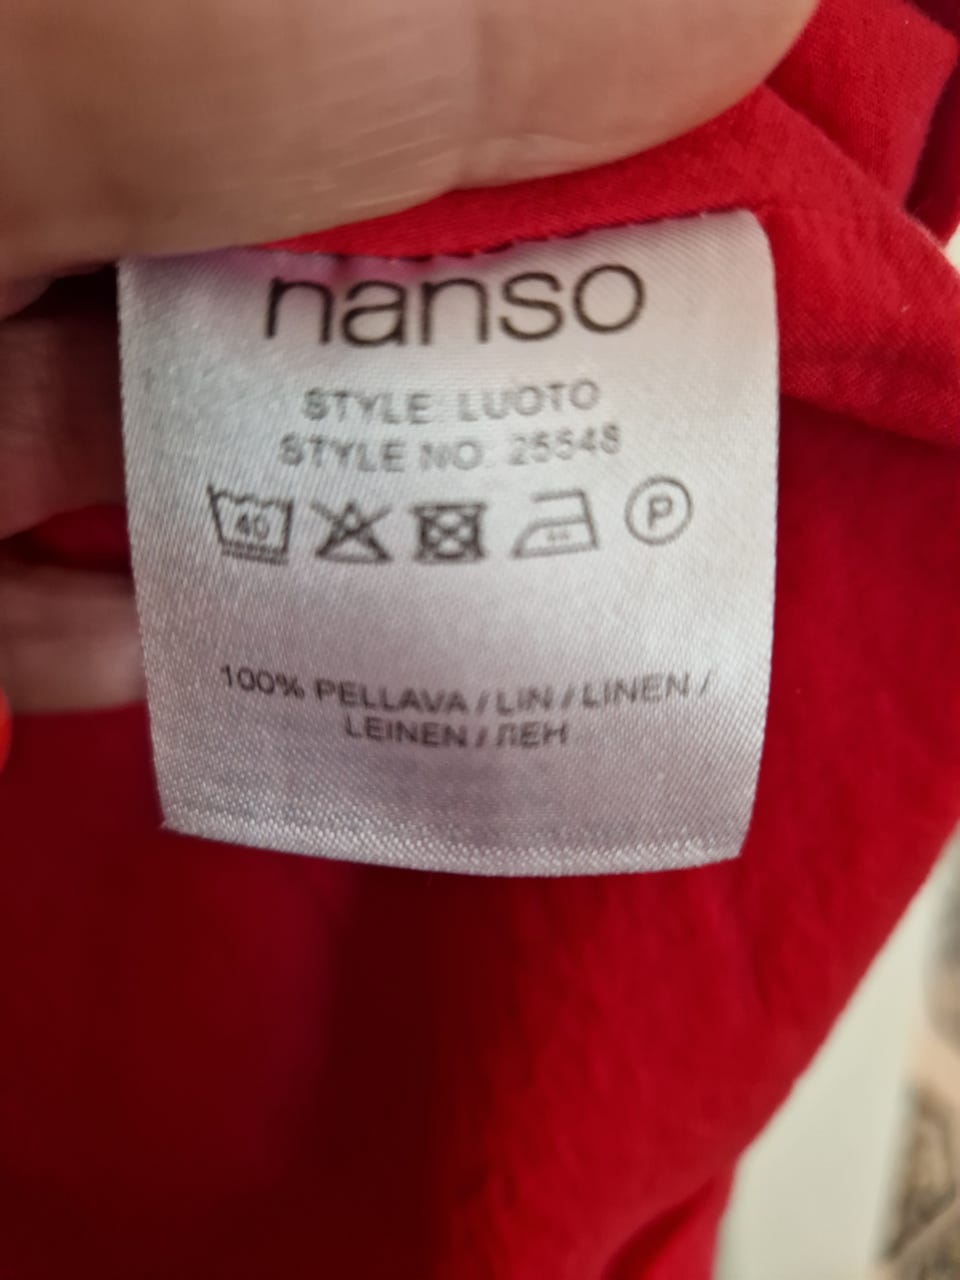 nanso
STYLE LUOTO
STYLE NO 25548
40 P
100% PELLAVA / LIN / LINEN /
LEINEN / ЛЕН